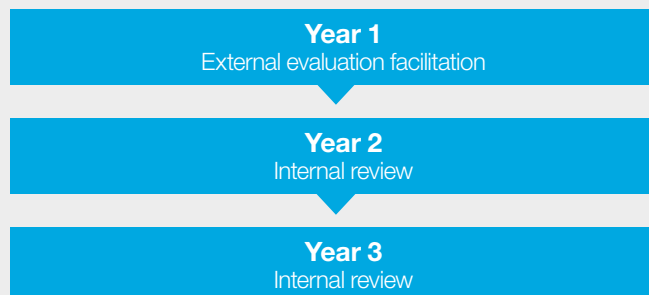 Year 1
External evaluation facilitation
Year 2
Internal review
Year 3
Internal review